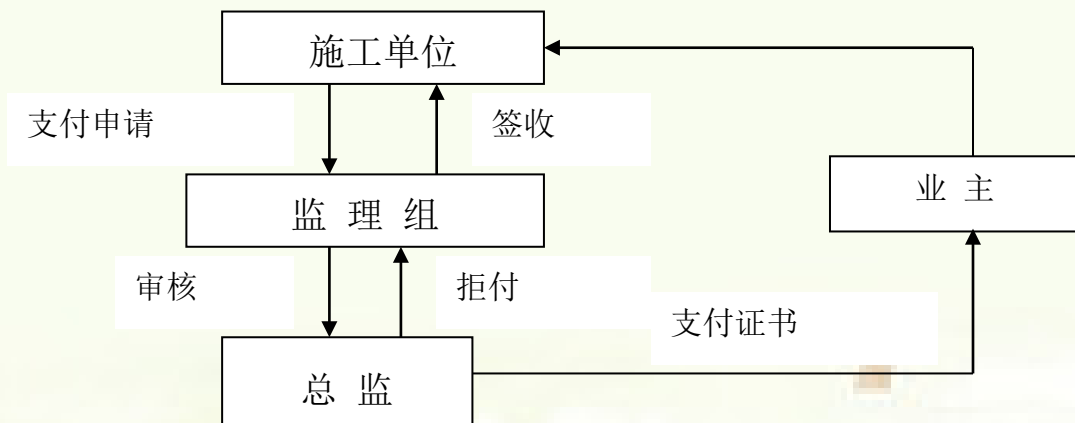 施工单位
支付申请
签收
业 主
监 理 组
审核
拒付
支付证书
总 监